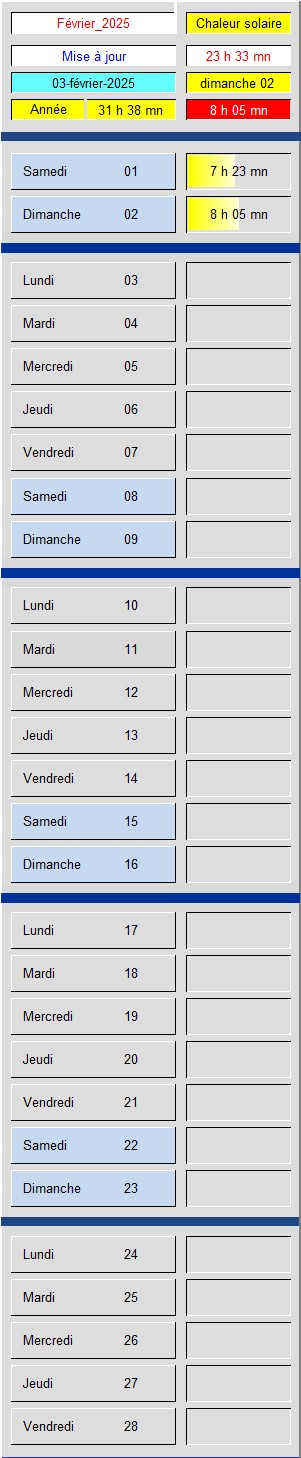 Février_2025 Chaleur solaire
Mise à jour 23 h 33 mn
03-février-2025 dimanche 02
Année 31 h 38 mn 8 h 05 mn
Samedi 01 7 h 23 mn
Dimanche 02 8 h 05 mn
Lundi 03
Mardi 04
Mercredi 05
Jeudi 06
Vendredi 07
Samedi 08
Dimanche 09
Lundi 10
Mardi 11
Mercredi 12
Jeudi 13
Vendredi 14
Samedi 15
Dimanche 16
Lundi 17
Mardi 18
Mercredi 19
Jeudi 20
Vendredi 21
Samedi 22
Dimanche 23
Lundi 24
Mardi 25
Mercredi 26
Jeudi 27
Vendredi 28